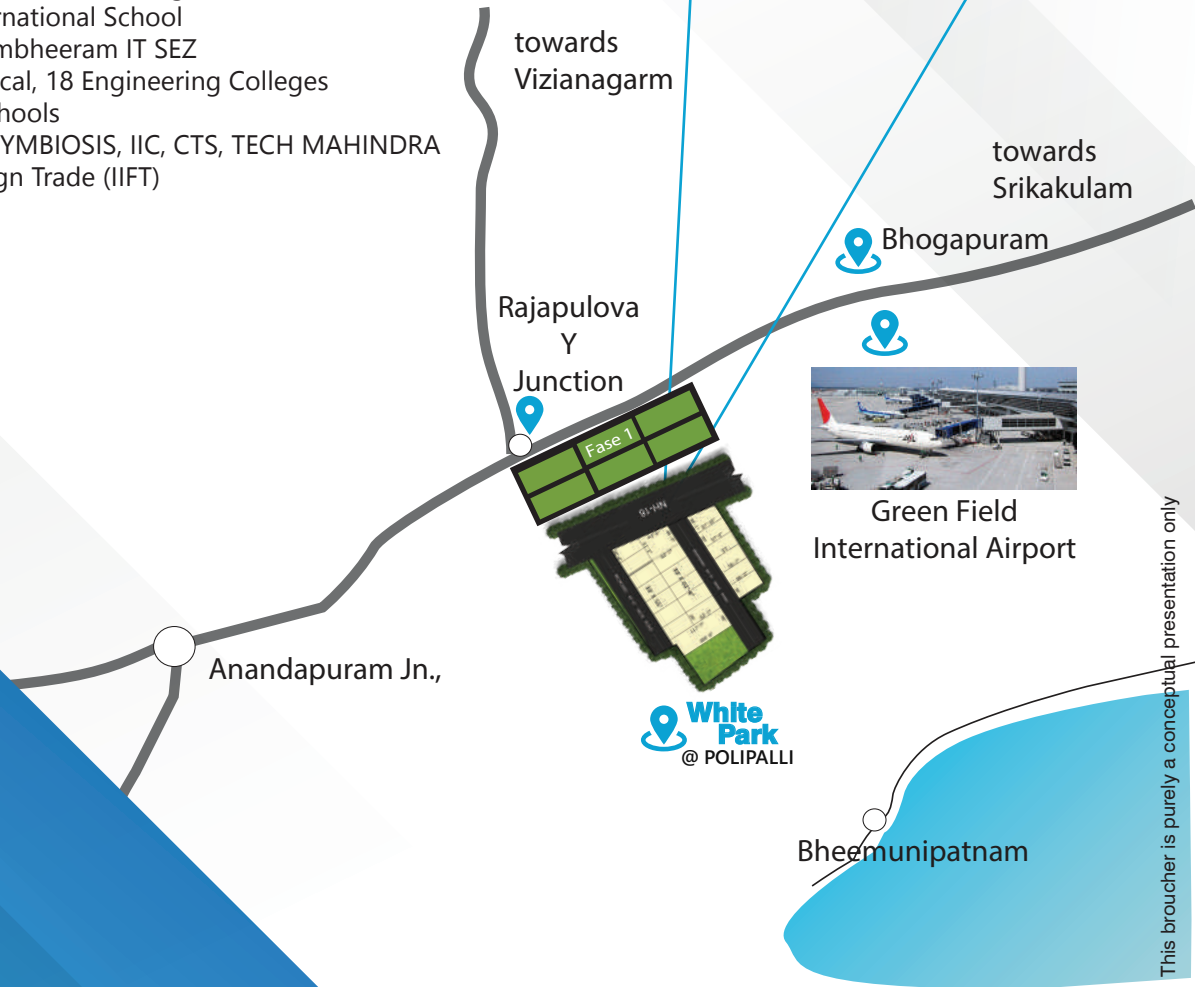 rnational School
mbheeram IT SEZ
cal, 18 Engineering Colleges
hools
YMBIOSIS, IIC, CTS, TECH MAHINDRA
gn Trade (IIFT)
towards
Vizianagarm
towards
Srikakulam
Bhogapuram
Rajapulova
Y
Junction
Fase 1
NH-16
Green Field
International Airport
Anandapuram Jn.,
White
Park
@ POLIPALLI
Bheemunipatnam
This broucher is purely a conceptual presentation only